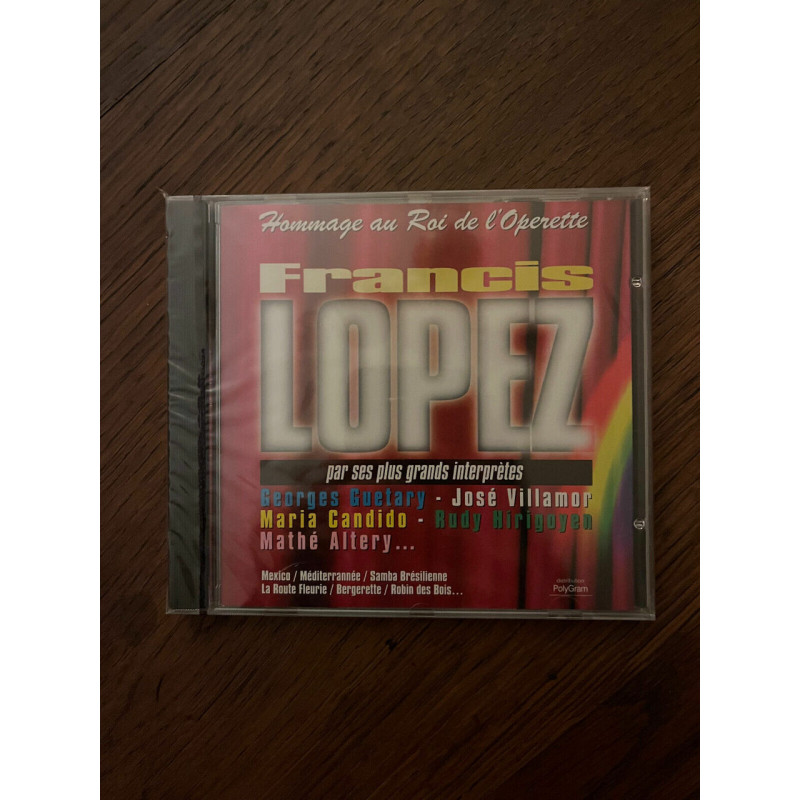 Hommage au Roi de l'Operette
Francis
LOPEZ
par ses plus grands interprètes
Georges Guetary - José Villamor
Maria Candido - Rudy Hirigoyen
Mathé Altery...
Mexico / Méditerrannée / Samba Brésilienne
La Route Fleurie / Bergerette / Robin des Bois...
PolyGram